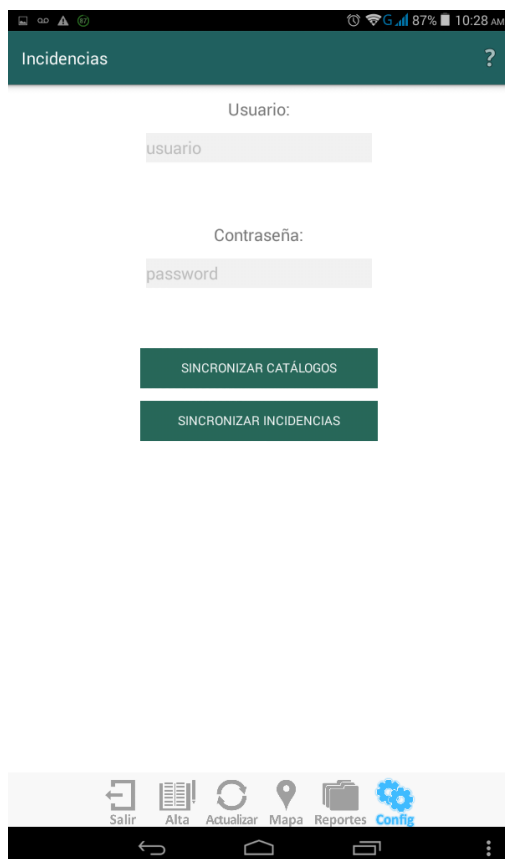 87 G 87% 10:28 AM
Incidencias ?
Usuario:
usuario
Contraseña:
password
SINCRONIZAR CATÁLOGOS
SINCRONIZAR INCIDENCIAS
Salir Alta Actualizar Mapa Reportes Config